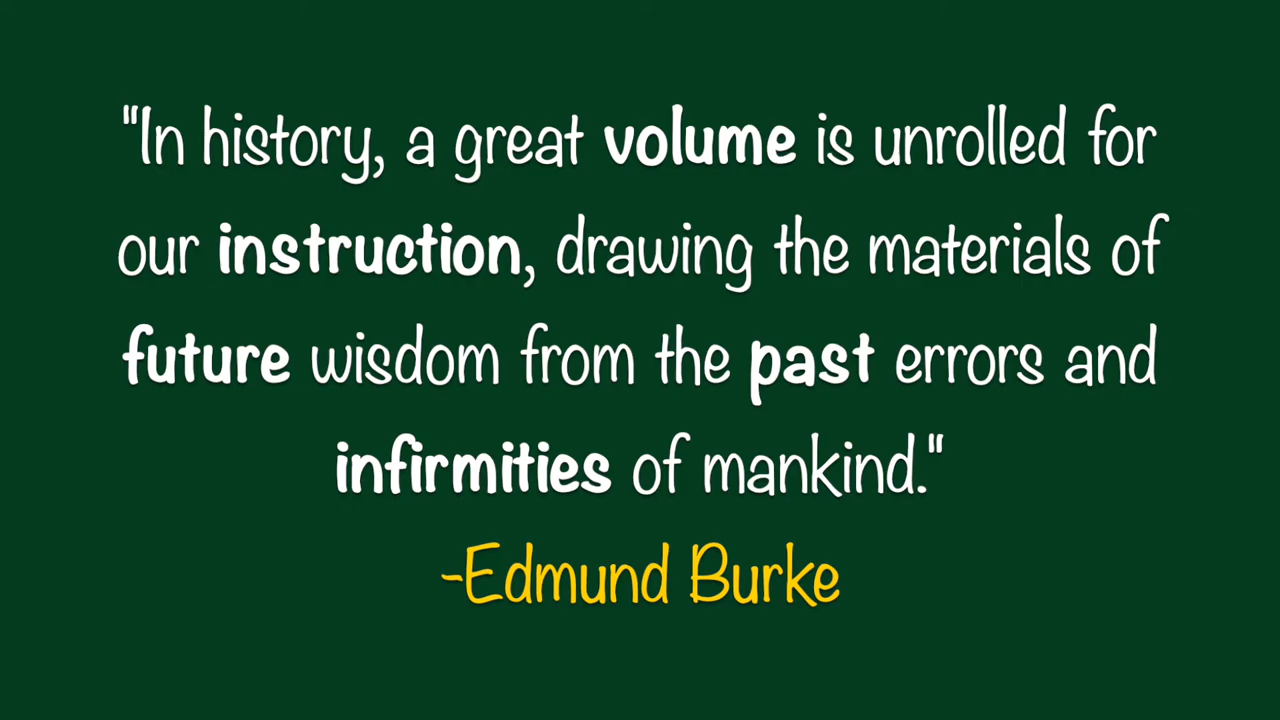 "In history, a great volume is unrolled for
our instruction, drawing the materials of
future wisdom from the past errors and
infirmities of mankind."
-Edmund Burke